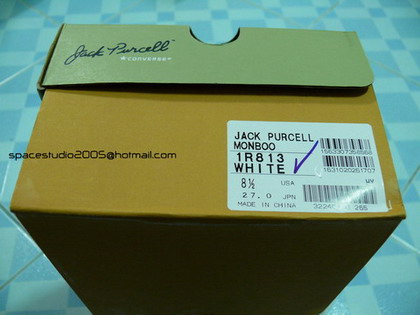 Jack Purcell
★CONVERSE®
spacestudio2005@hotmail.com
JACK PURCELL
MONBOO
1R813
WHITE
8½ USA
27.0 JPN
MADE IN CHINA